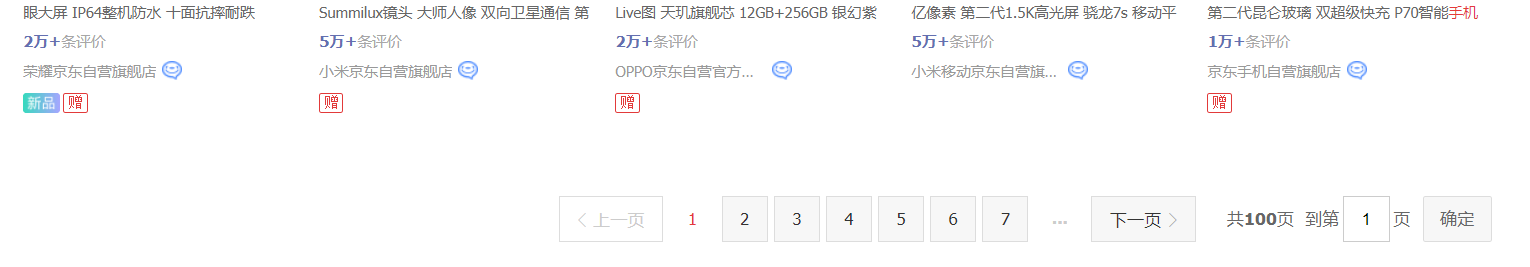 眼大屏 IP64整机防水 十面抗摔耐跌
2万+条评价
荣耀京东自营旗舰店
新品 赠
Summilux镜头 大师人像 双向卫星通信 第
5万+条评价
小米京东自营旗舰店
赠
Live图 天玑旗舰芯 12GB+256GB 银幻紫
2万+条评价
OPPO京东自营官方...
赠
亿像素 第二代1.5K高光屏 骁龙7s 移动平
5万+条评价
小米移动京东自营旗...
第二代昆仑玻璃 双超级快充 P70智能手机
1万+条评价
京东手机自营旗舰店
赠
< 上一页 1 2 3 4 5 6 7 ... 下一页 > 共100页 到第 1 页 确定